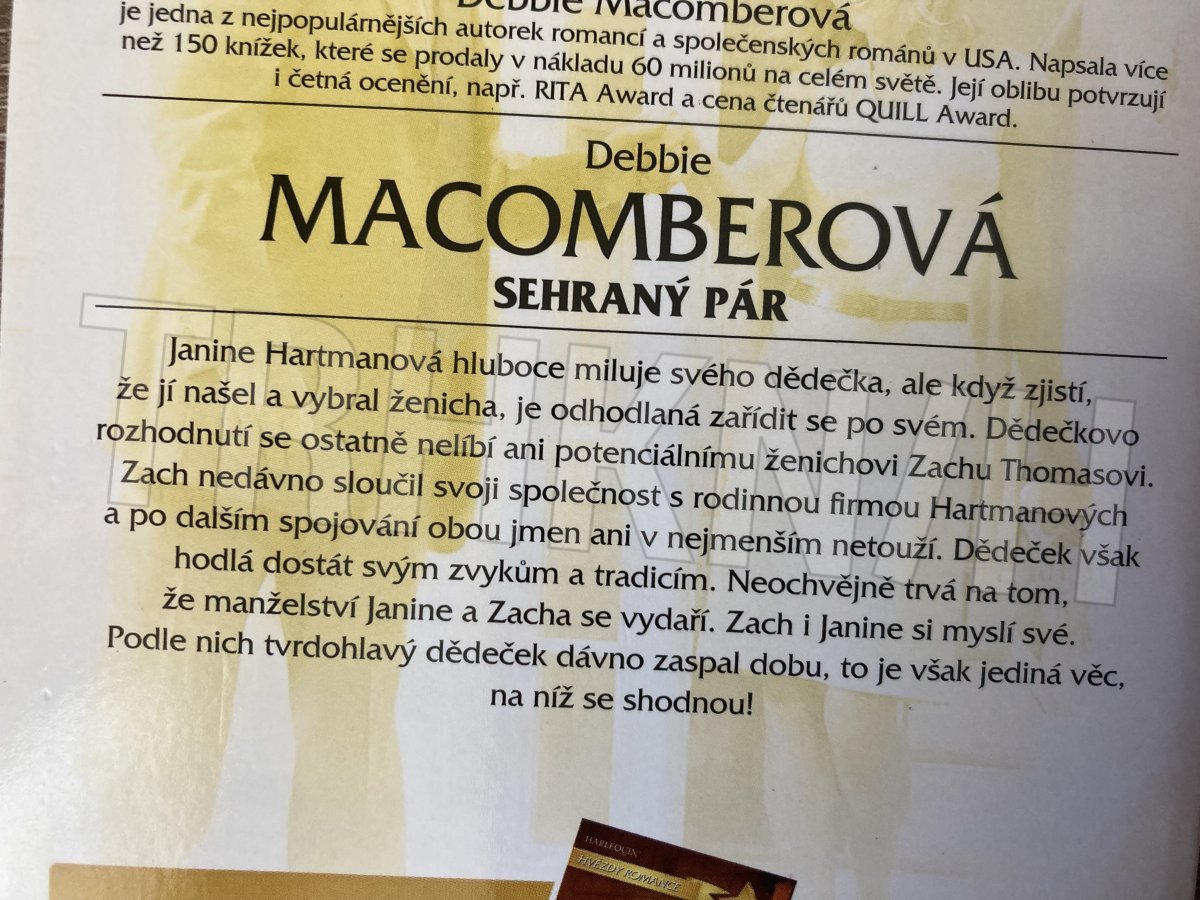 Debbie Macomberová
je jedna z nejpopulárnějších autorek romancí a společenských románů v USA. Napsala více
než 150 knížek, které se prodaly v nákladu 60 milionů na celém světě. Její oblibu potvrzují
i četná ocenění, např. RITA Award a cena čtenářů QUILL Award.
Debbie
MACOMBEROVÁ
SEHRANÝ PÁR
Janine Hartmanová hluboce miluje svého dědečka, ale když zjistí,
že jí našel a vybral ženicha, je odhodlaná zařídit se po svém. Dědečkovo
rozhodnutí se ostatně nelíbí ani potenciálnímu ženichovi Zachu Thomasovi.
Zach nedávno sloučil svoji společnost s rodinnou firmou Hartmanových
a po dalším spojování obou jmen ani v nejmenším netouží. Dědeček však
hodlá dostát svým zvykům a tradicím. Neochvějně trvá na tom,
že manželství Janine a Zacha se vydaří. Zach i Janine si myslí své.
Podle nich tvrdohlavý dědeček dávno zaspal dobu, to je však jediná věc,
na níž se shodnou!
HARLEQUIN
HVĚZDY ROMANCE